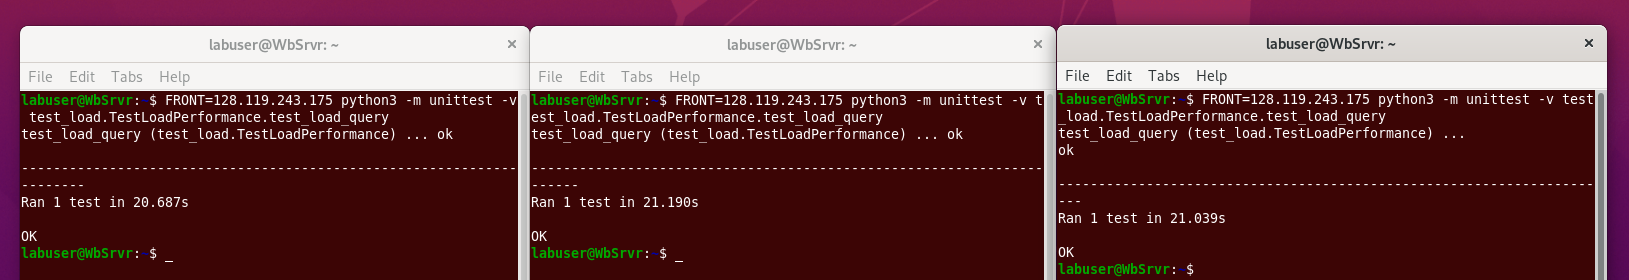 labuser@WbSrvr: ~
File Edit Tabs Help
labuser@WbSrvr:~$ FRONT=128.119.243.175 python3 -m unittest -v
test_load.TestLoadPerformance.test_load_query
test_load_query (test_load.TestLoadPerformance) ... ok
--------------------------------------------------------------
--------
Ran 1 test in 20.687s
OK
labuser@WbSrvr:~$ _
labuser@WbSrvr: ~
File Edit Tabs Help
labuser@WbSrvr:~$ FRONT=128.119.243.175 python3 -m unittest -v t
est_load.TestLoadPerformance.test_load_query
test_load_query (test_load.TestLoadPerformance) ... ok
----------------------------------------------------------------
------
Ran 1 test in 21.190s
OK
labuser@WbSrvr:~$ _
labuser@WbSrvr: ~
File Edit Tabs Help
labuser@WbSrvr:~$ FRONT=128.119.243.175 python3 -m unittest -v test
_load.TestLoadPerformance.test_load_query
test_load_query (test_load.TestLoadPerformance) ...
ok
-------------------------------------------------------------------
---
Ran 1 test in 21.039s
OK
labuser@WbSrvr:~$